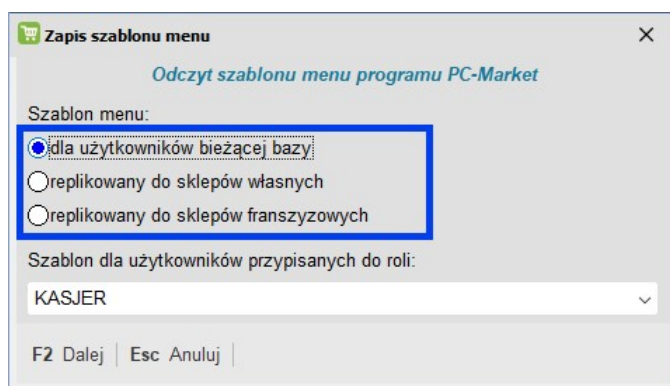 Zapis szablonu menu
Odczyt szablonu menu programu PC-Market
Szablon menu:
dla użytkowników bieżącej bazy
replikowany do sklepów własnych
replikowany do sklepów franszyzowych
Szablon dla użytkowników przypisanych do roli:
KASJER
F2 Dalej | Esc Anuluj |